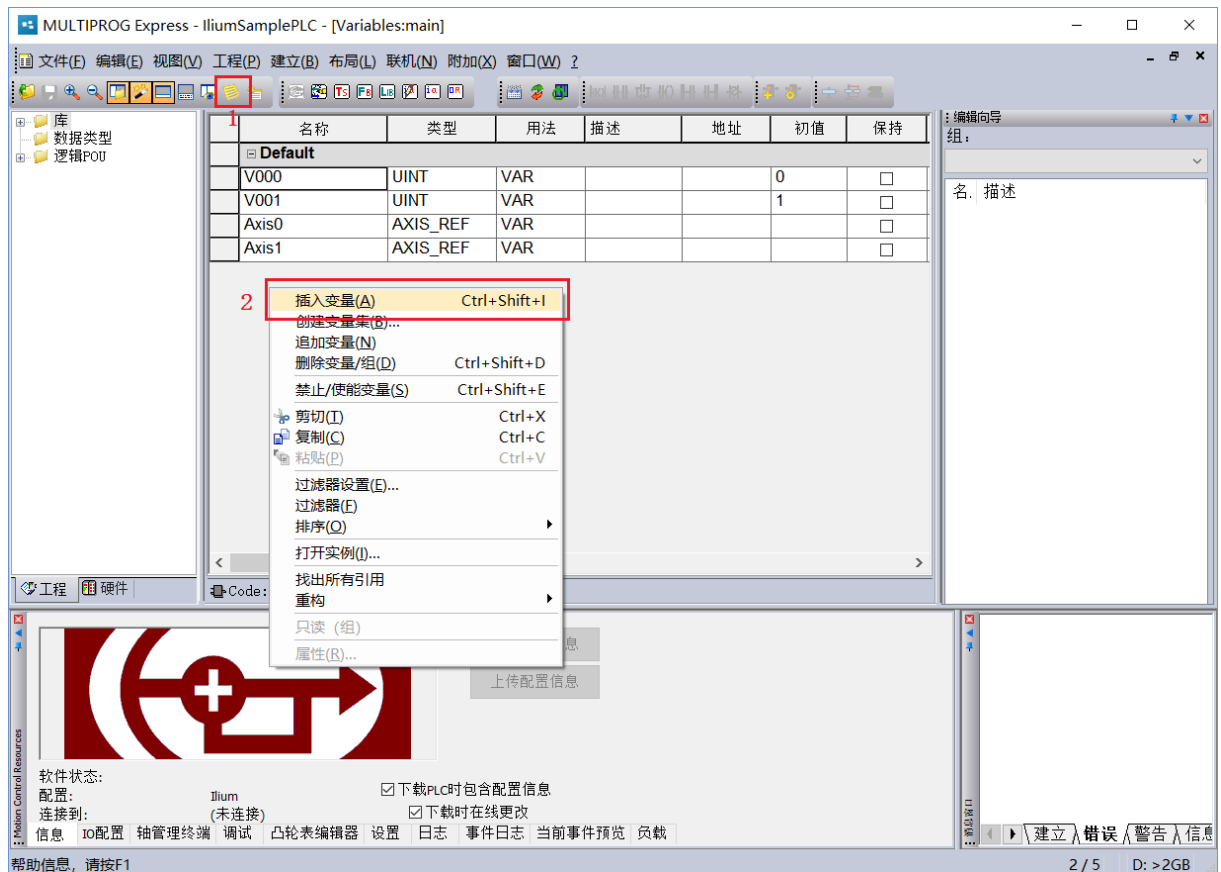 MULTIPROG Express - IliumSamplePLC - [Variables:main]
文件(F) 编辑(E) 视图(V) 工程(P) 建立(B) 布局(L) 联机(N) 附加(X) 窗口(W) ?
1
库
数据类型
逻辑POU
名称 类型 用法 描述 地址 初值 保持
Default
V000 UINT VAR 0
V001 UINT VAR 1
Axis0 AXIS_REF VAR
Axis1 AXIS_REF VAR
编辑向导
组:
名. 描述
2
插入变量(A) Ctrl+Shift+I
创建变量集(B)...
追加变量(N)
删除变量/组(D) Ctrl+Shift+D
禁止/使能变量(S) Ctrl+Shift+E
剪切(T) Ctrl+X
复制(C) Ctrl+C
粘贴(P) Ctrl+V
过滤器设置(E)...
过滤器(F)
排序(O)
打开实例(I)...
找出所有引用
重构
只读 (组)
属性(R)...
工程 硬件
Code:
息
上传配置信息
Motion Control Resources
软件状态:
配置: Ilium
连接到: (未连接)
下载PLC时包含配置信息
下载时在线更改
信息 IO配置 轴管理终端 调试 凸轮表编辑器 设置 日志 事件日志 当前事件预览 负载
建立 错误 警告 信息
帮助信息, 请按F1
2 / 5 D: >2GB